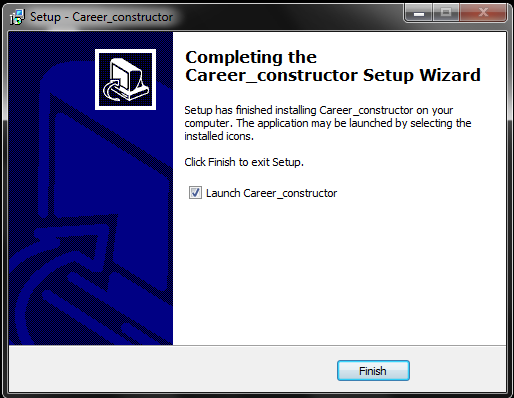 Setup - Career_constructor
Completing the
Career_constructor Setup Wizard
Setup has finished installing Career_constructor on your
computer. The application may be launched by selecting the
installed icons.
Click Finish to exit Setup.
Launch Career_constructor
Finish